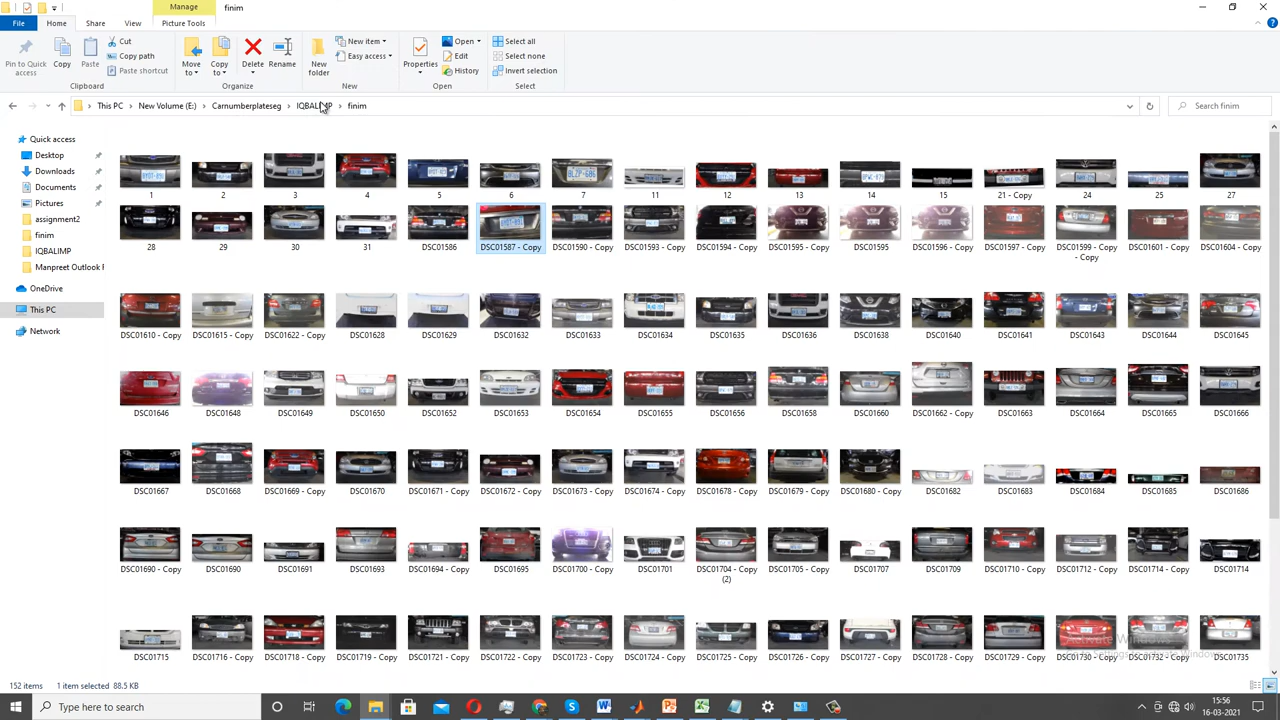 Manage
finim
File
Home
Share
View
Picture Tools
Pin to Quick access
Copy
Paste
Cut
Copy path
Paste shortcut
Clipboard
Move to
Copy to
Delete
Rename
Organize
New folder
New item
Easy access
New
Properties
Open
Edit
History
Open
Select all
Select none
Invert selection
Select
This PC
New Volume (E:)
Carnumberplateseg
IQBALIMP
finim
Search finim
Quick access
Desktop
Downloads
Documents
Pictures
assignment2
finim
IQBALIMP
Manpreet Outlook F
OneDrive
This PC
Network
1 2 3 4 5 6 7 11 12 13 14 15 21 - Copy 24 25 27
28 29 30 31 DSC01586 DSC01587 - Copy DSC01590 - Copy DSC01593 - Copy DSC01594 - Copy DSC01595 - Copy DSC01595 DSC01596 - Copy DSC01597 - Copy DSC01599 - Copy - Copy DSC01601 - Copy DSC01604 - Copy
DSC01610 - Copy DSC01615 - Copy DSC01622 - Copy DSC01628 DSC01629 DSC01632 DSC01633 DSC01634 DSC01635 DSC01636 DSC01638 DSC01640 DSC01641 DSC01643 DSC01644 DSC01645
DSC01646 DSC01648 DSC01649 DSC01650 DSC01652 DSC01653 DSC01654 DSC01655 DSC01656 DSC01658 DSC01660 DSC01662 - Copy DSC01663 DSC01664 DSC01665 DSC01666
DSC01667 DSC01668 DSC01669 - Copy DSC01670 DSC01671 - Copy DSC01672 - Copy DSC01673 - Copy DSC01674 - Copy DSC01678 - Copy DSC01679 - Copy DSC01680 - Copy DSC01682 DSC01683 DSC01684 DSC01685 DSC01686
DSC01690 - Copy DSC01690 DSC01691 DSC01693 DSC01694 - Copy DSC01695 DSC01700 - Copy DSC01701 DSC01704 - Copy (2) DSC01705 - Copy DSC01707 DSC01709 DSC01710 - Copy DSC01712 - Copy DSC01714 - Copy DSC01714
DSC01715 DSC01716 - Copy DSC01718 - Copy DSC01719 - Copy DSC01721 - Copy DSC01722 - Copy DSC01723 - Copy DSC01724 - Copy DSC01725 - Copy DSC01726 - Copy DSC01727 - Copy DSC01728 - Copy DSC01729 - Copy DSC01730 - Copy DSC01732 - Copy DSC01735
152 items
1 item selected 88.5 KB
Type here to search
15:56
16-03-2021